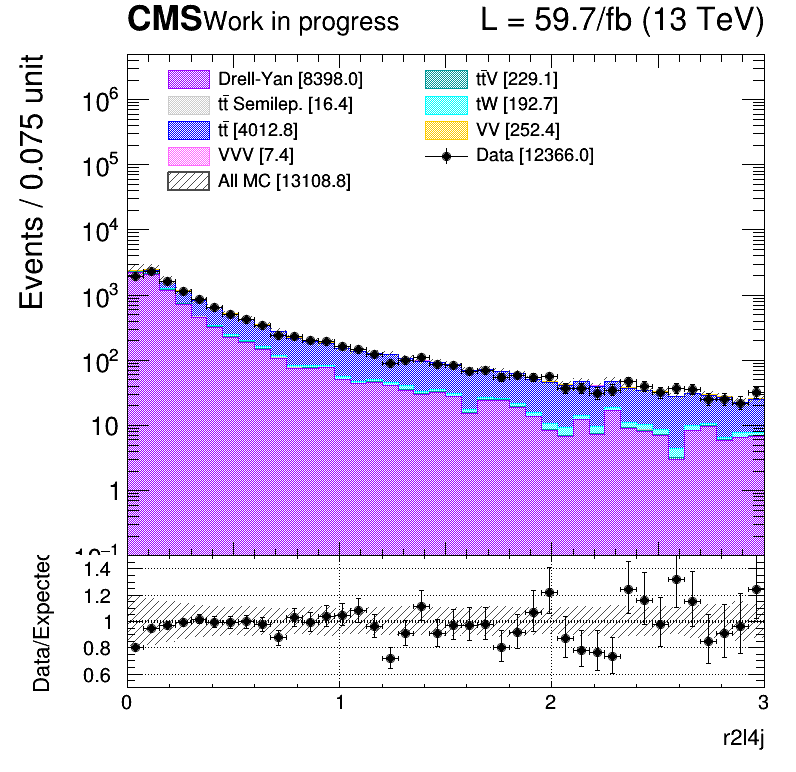 CMS Work in progress L = 59.7/fb (13 TeV)
Events / 0.075 unit
Drell-Yan [8398.0] tt̄V [229.1]
tt̄ Semilep. [16.4] tW [192.7]
tt̄ [4012.8] VV [252.4]
VVV [7.4] Data [12366.0]
All MC [13108.8]
10⁶
10⁵
10⁴
10³
10²
10
1
10⁻¹
Data/Expected
1.4
1.2
1
0.8
0.6
0 1 2 3
r2l4j